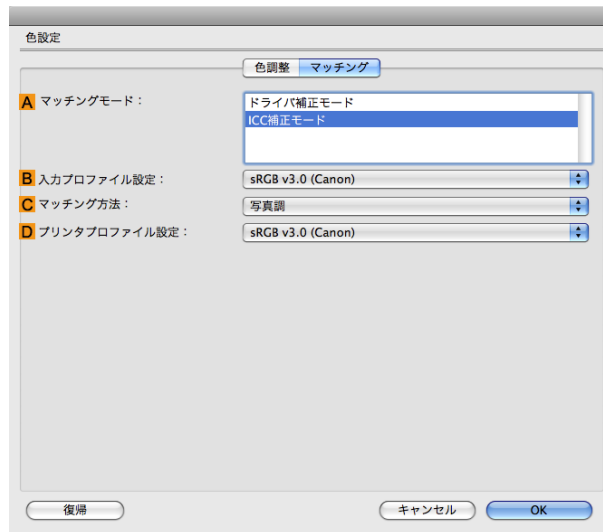 色設定
色調整 マッチング
A マッチングモード：
ドライバ補正モード
ICC補正モード
B 入力プロファイル設定： sRGB v3.0 (Canon)
C マッチング方法： 写真調
D プリンタプロファイル設定： sRGB v3.0 (Canon)
復帰 キャンセル OK